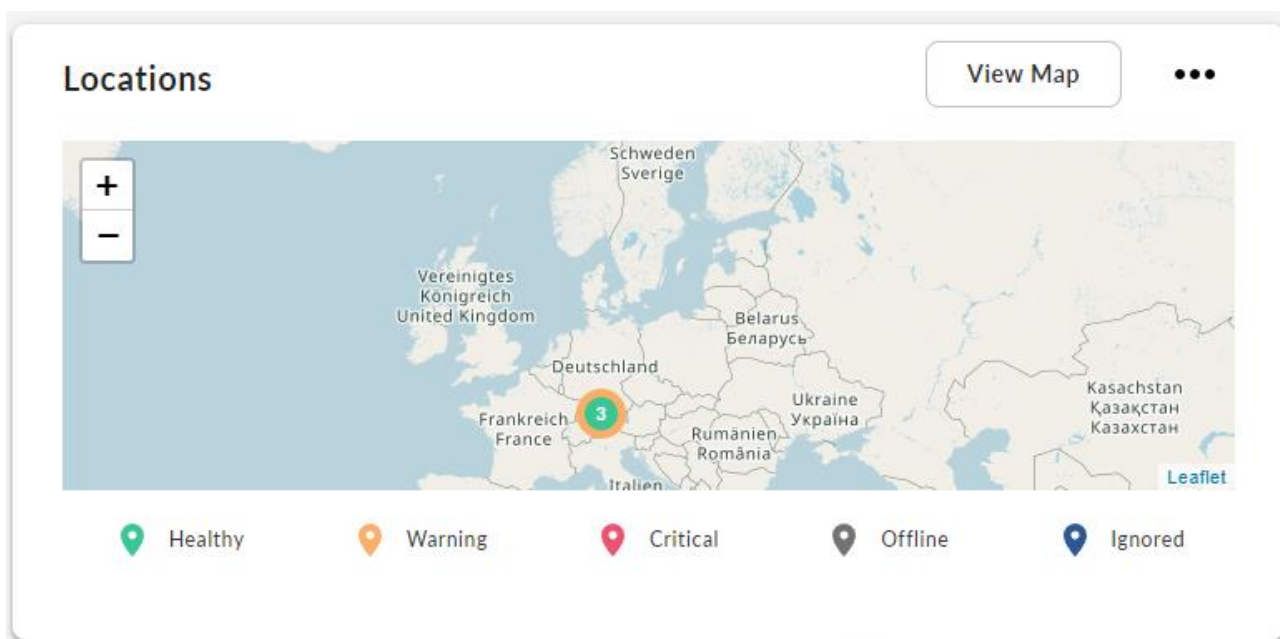 Locations
View Map
+
−
Schweden
Sverige
Vereinigtes
Königreich
United Kingdom
Belarus
Беларусь
Deutschland
3
Frankreich
France
Ukraine
Україна
Rumänien
România
Italien
Kasachstan
Қазақстан
Казахстан
Leaflet
Healthy
Warning
Critical
Offline
Ignored